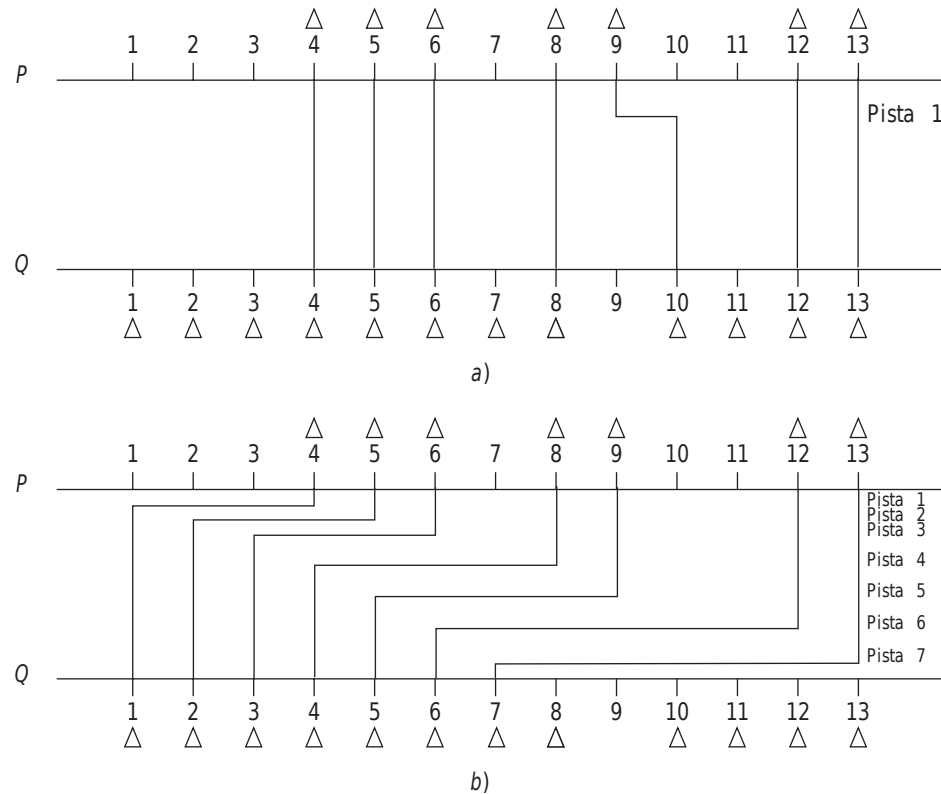 1 2 3 4 5 6 7 8 9 10 11 12 13
P
Pista 1
Q
1 2 3 4 5 6 7 8 9 10 11 12 13
a)
1 2 3 4 5 6 7 8 9 10 11 12 13
P
Pista 1
Pista 2
Pista 3
Pista 4
Pista 5
Pista 6
Pista 7
Q
1 2 3 4 5 6 7 8 9 10 11 12 13
b)